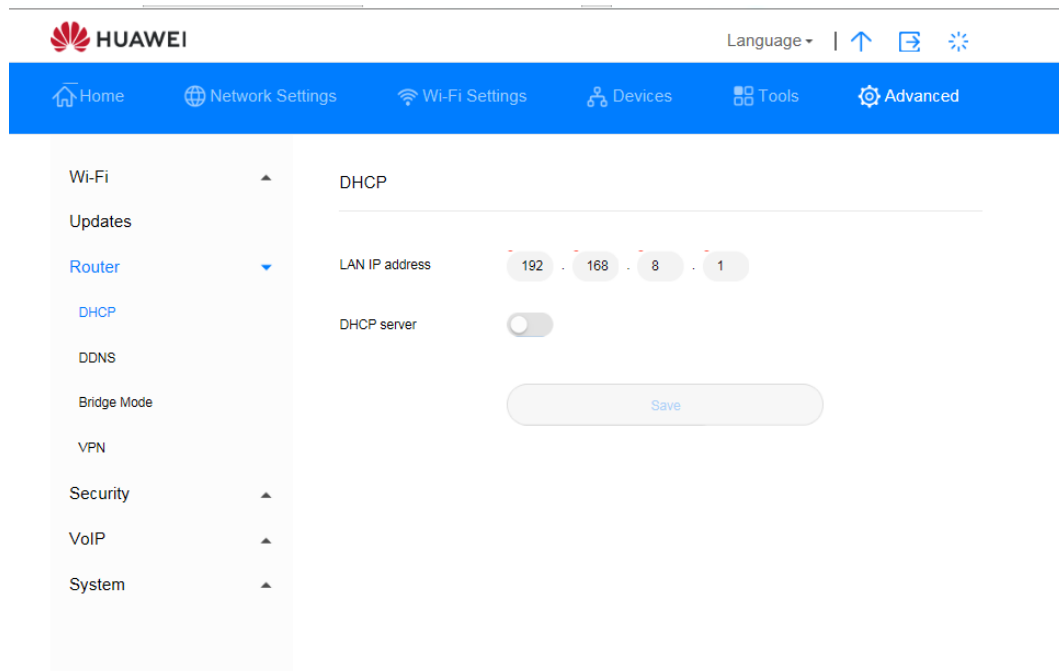 HUAWEI Language
Home Network Settings Wi-Fi Settings Devices Tools Advanced
Wi-Fi
Updates
Router
DHCP
DDNS
Bridge Mode
VPN
Security
VoIP
System
DHCP
LAN IP address 192 . 168 . 8 . 1
DHCP server
Save